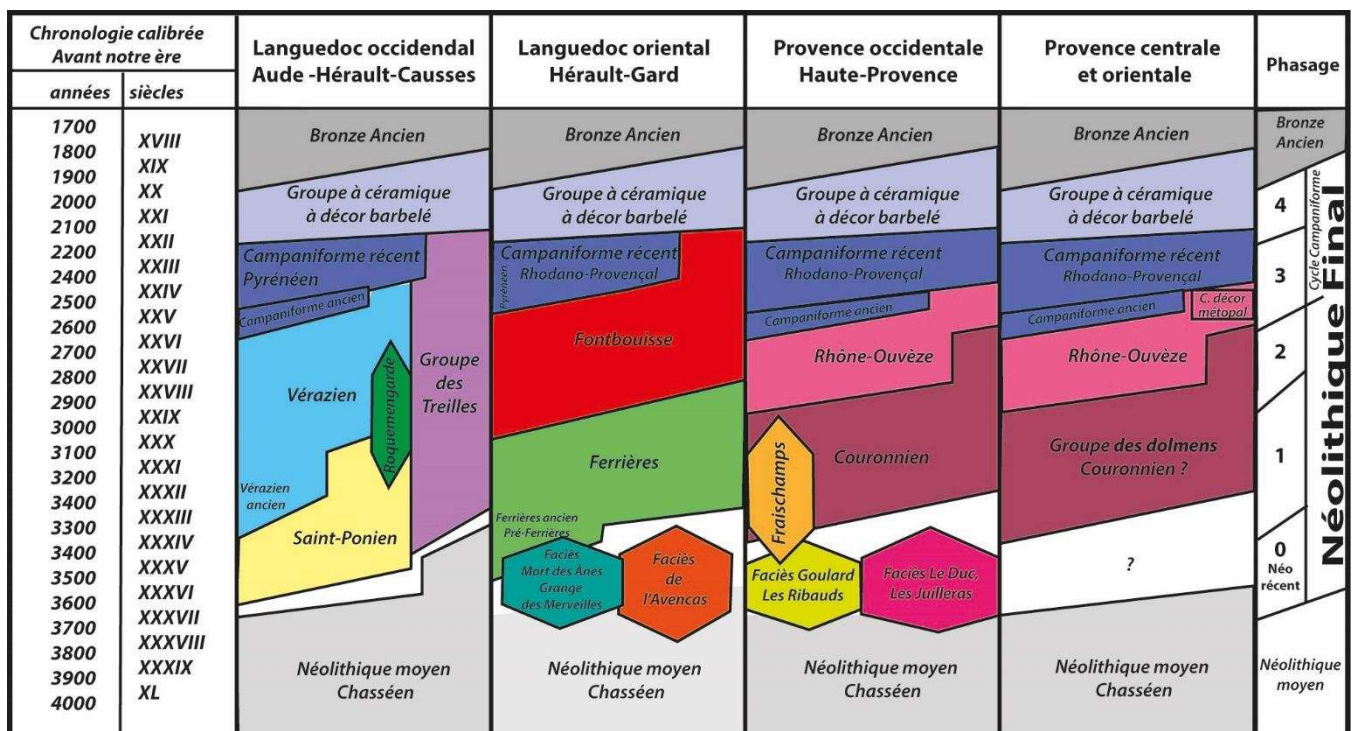 Chronologie calibrée
Avant notre ère
années
siècles
Languedoc occidendal
Aude -Hérault-Causses
Languedoc oriental
Hérault-Gard
Provence occidentale
Haute-Provence
Provence centrale
et orientale
Phasage
1700
XVIII
1800
XIX
1900
XX
2000
XXI
2100
XXII
2200
XXIII
2400
XXIV
2500
XXV
2600
XXVI
2700
XXVII
2800
XXVIII
2900
XXIX
3000
XXX
3100
XXXI
3200
XXXII
3400
XXXIII
3300
XXXIV
3400
XXXV
3500
XXXVI
3600
XXXVII
3700
XXXVIII
3800
XXXIX
3900
XL
4000
Bronze Ancien
Groupe à céramique
à décor barbelé
Campaniforme récent
Pyrénéen
Campaniforme ancien
Vérazien
Roquemengarde
Groupe
des
Treilles
Vérazien
ancien
Saint-Ponien
Néolithique moyen
Chasséen
Bronze Ancien
Groupe à céramique
à décor barbelé
Campaniforme récent
Rhodano-Provençal
Pyrénéen
Fontbouisse
Ferrières
Ferrières ancien
Pré-Ferrières
Faciès
Mort des Ânes
Grange
des Merveilles
Faciès
de
l'Avencas
Néolithique moyen
Chasséen
Bronze Ancien
Groupe à céramique
à décor barbelé
Campaniforme récent
Rhodano-Provençal
Campaniforme ancien
Rhône-Ouvèze
Couronnien
Fraischamps
Faciès Goulard
Les Ribauds
Faciès Le Duc,
Les Juilleras
Néolithique moyen
Chasséen
Bronze Ancien
Groupe à céramique
à décor barbelé
Campaniforme récent
Rhodano-Provençal
Campaniforme ancien
C. décor
métopal
Rhône-Ouvèze
Groupe des dolmens
Couronnien ?
?
Néolithique moyen
Chasséen
Bronze
Ancien
4
3
2
1
0
Néo
récent
Cycle Campaniforme
Néolithique Final
Néolithique
moyen